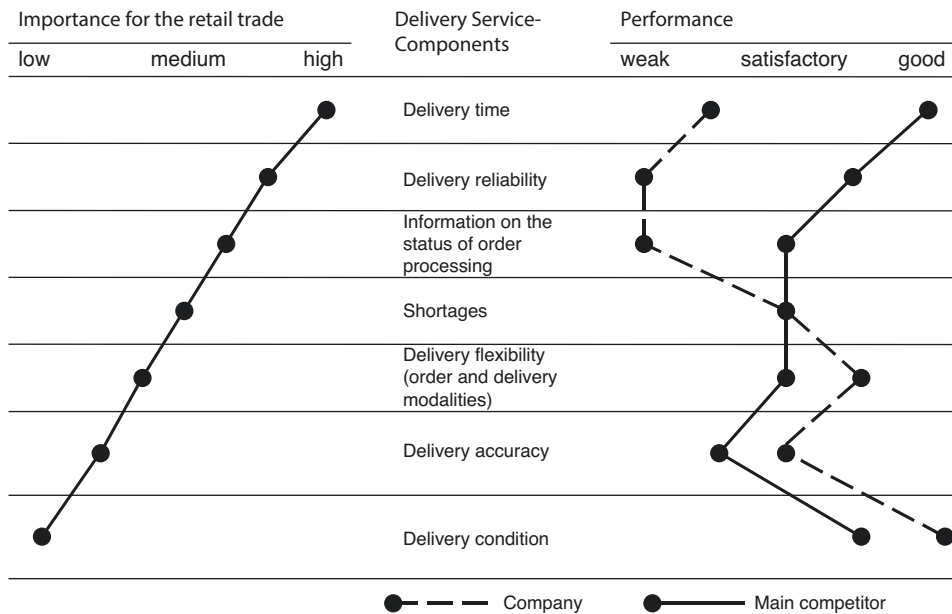 Importance for the retail trade
Delivery Service-
Components
Performance
low medium high
weak satisfactory good
Delivery time
Delivery reliability
Information on the
status of order
processing
Shortages
Delivery flexibility
(order and delivery
modalities)
Delivery accuracy
Delivery condition
Company
Main competitor